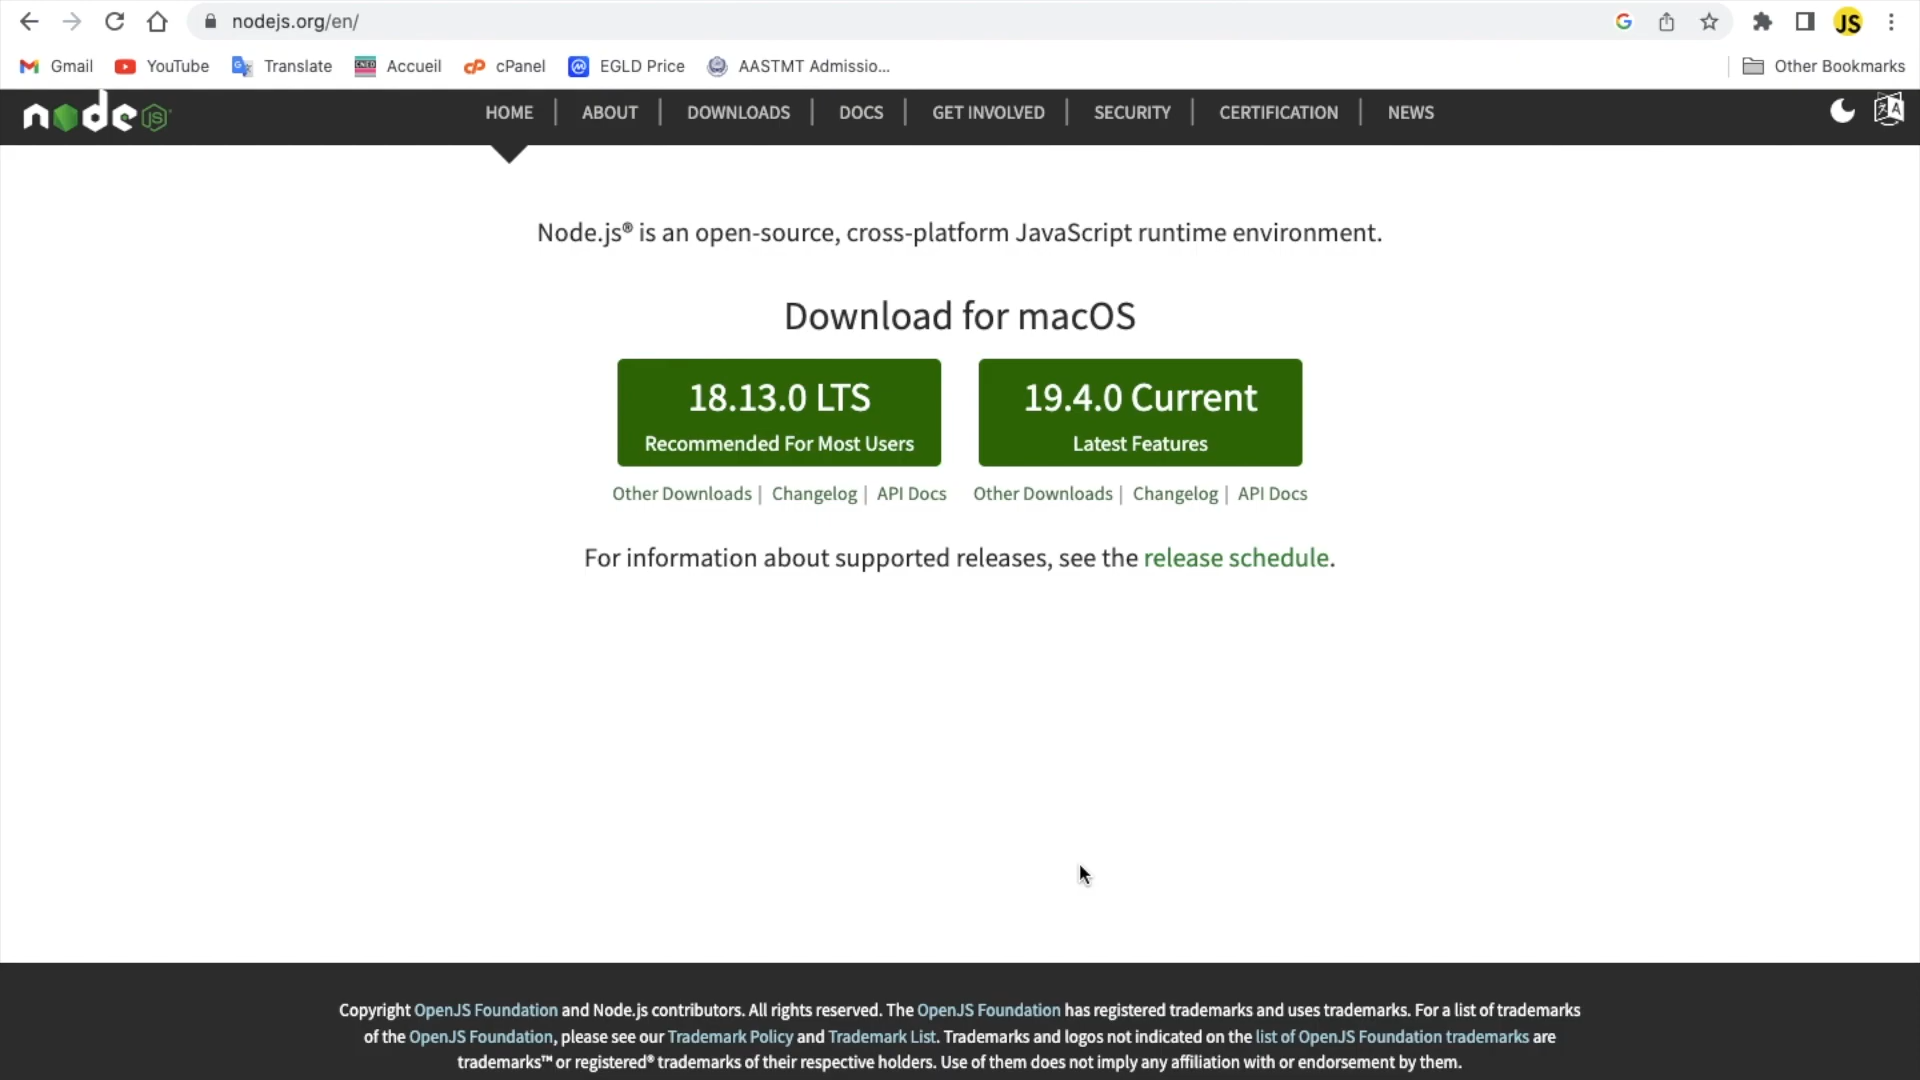 nodejs.org/en/
JS
Gmail
YouTube
Translate
Accueil
cPanel
EGLD Price
AASTMT Admissio...
Other Bookmarks
node JS
HOME | ABOUT | DOWNLOADS | DOCS | GET INVOLVED | SECURITY | CERTIFICATION | NEWS
Node.js® is an open-source, cross-platform JavaScript runtime environment.
Download for macOS
18.13.0 LTS
Recommended For Most Users
19.4.0 Current
Latest Features
Other Downloads | Changelog | API Docs
Other Downloads | Changelog | API Docs
For information about supported releases, see the release schedule.
Copyright OpenJS Foundation and Node.js contributors. All rights reserved. The OpenJS Foundation has registered trademarks and uses trademarks. For a list of trademarks
of the OpenJS Foundation, please see our Trademark Policy and Trademark List. Trademarks and logos not indicated on the list of OpenJS Foundation trademarks are
trademarks™ or registered® trademarks of their respective holders. Use of them does not imply any affiliation with or endorsement by them.